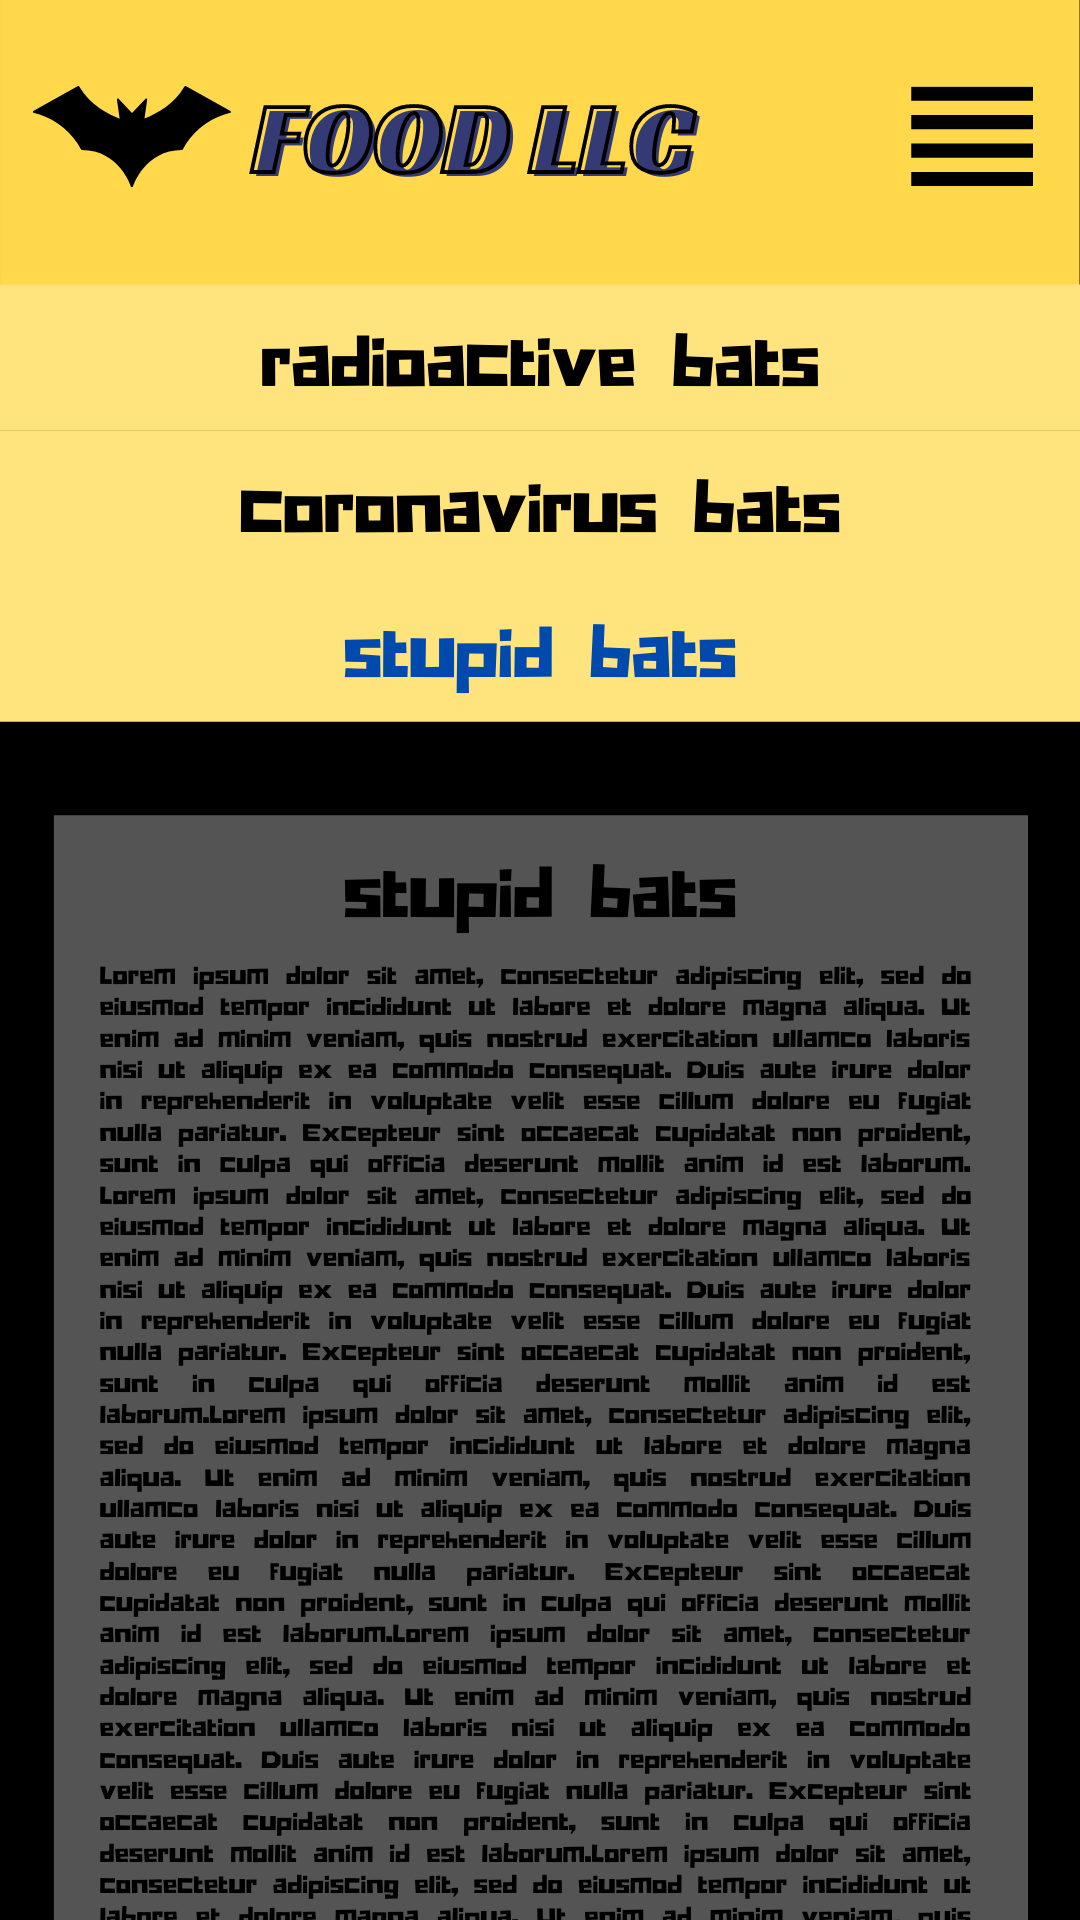 FOOD LLC
radioactive bats
Coronavirus bats
stupid bats
stupid bats
Lorem ipsum dolor sit amet, consectetur adipiscing elit, sed do
eiusmod tempor incididunt ut labore et dolore magna aliqua. Ut
enim ad minim veniam, quis nostrud exercitation ullamco laboris
nisi ut aliquip ex ea commodo consequat. Duis aute irure dolor
in reprehenderit in voluptate velit esse cillum dolore eu fugiat
nulla pariatur. Excepteur sint occaecat cupidatat non proident,
sunt in culpa qui officia deserunt mollit anim id est laborum.
Lorem ipsum dolor sit amet, consectetur adipiscing elit, sed do
eiusmod tempor incididunt ut labore et dolore magna aliqua. Ut
enim ad minim veniam, quis nostrud exercitation ullamco laboris
nisi ut aliquip ex ea commodo consequat. Duis aute irure dolor
in reprehenderit in voluptate velit esse cillum dolore eu fugiat
nulla pariatur. Excepteur sint occaecat cupidatat non proident,
sunt in culpa qui officia deserunt mollit anim id est
laborum.Lorem ipsum dolor sit amet, consectetur adipiscing elit,
sed do eiusmod tempor incididunt ut labore et dolore magna
aliqua. Ut enim ad minim veniam, quis nostrud exercitation
ullamco laboris nisi ut aliquip ex ea commodo consequat. Duis
aute irure dolor in reprehenderit in voluptate velit esse cillum
dolore eu fugiat nulla pariatur. Excepteur sint occaecat
cupidatat non proident, sunt in culpa qui officia deserunt mollit
anim id est laborum.Lorem ipsum dolor sit amet, consectetur
adipiscing elit, sed do eiusmod tempor incididunt ut labore et
dolore magna aliqua. Ut enim ad minim veniam, quis nostrud
exercitation ullamco laboris nisi ut aliquip ex ea commodo
consequat. Duis aute irure dolor in reprehenderit in voluptate
velit esse cillum dolore eu fugiat nulla pariatur. Excepteur sint
occaecat cupidatat non proident, sunt in culpa qui officia
deserunt mollit anim id est laborum.Lorem ipsum dolor sit amet,
consectetur adipiscing elit, sed do eiusmod tempor incididunt ut
labore et dolore magna aliqua. Ut enim ad minim veniam, quis